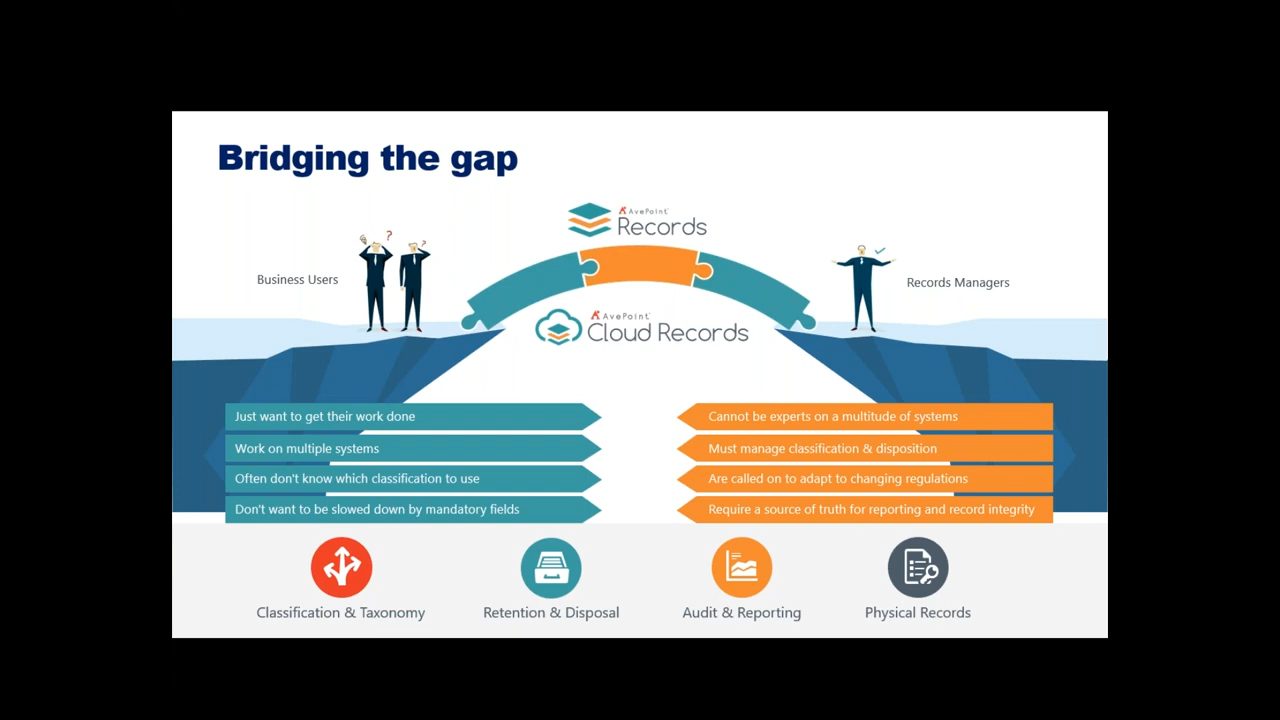 Bridging the gap
AvePoint
Records
Business Users
? ?
Records Managers
AvePoint
Cloud Records
Just want to get their work done
Work on multiple systems
Often don't know which classification to use
Don't want to be slowed down by mandatory fields
Cannot be experts on a multitude of systems
Must manage classification & disposition
Are called on to adapt to changing regulations
Require a source of truth for reporting and record integrity
Classification & Taxonomy
Retention & Disposal
Audit & Reporting
Physical Records